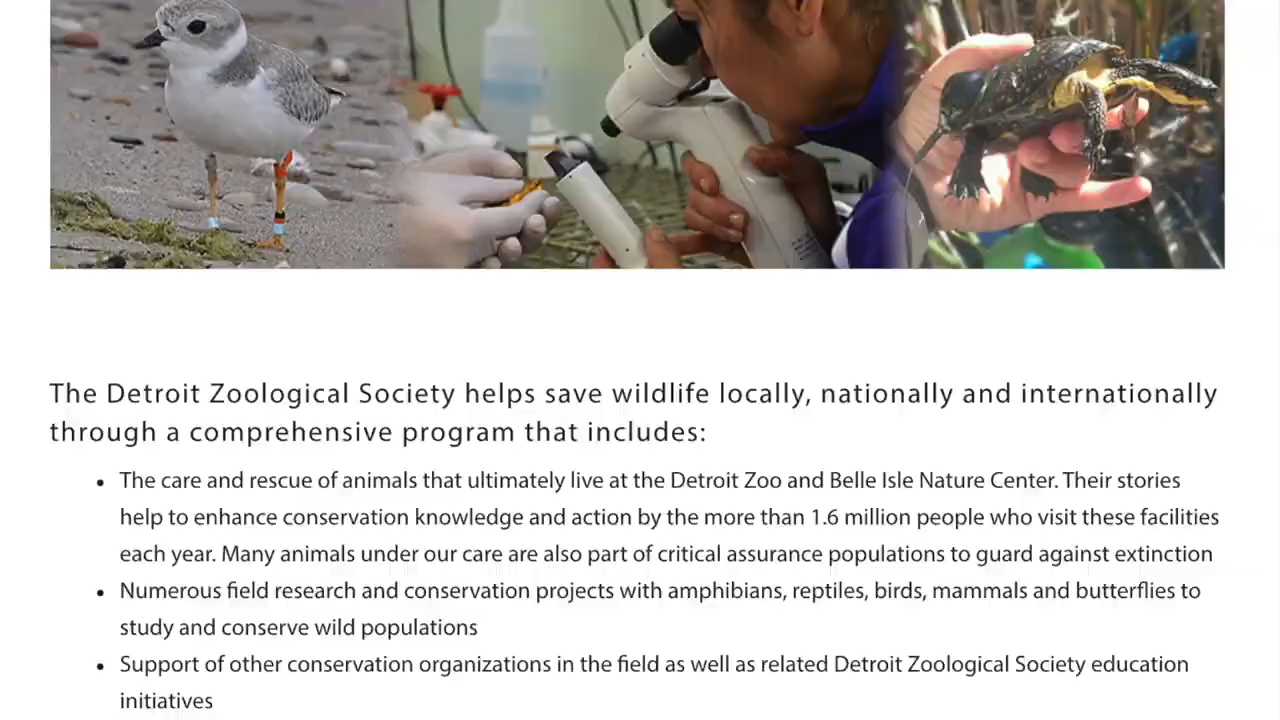 The Detroit Zoological Society helps save wildlife locally, nationally and internationally
through a comprehensive program that includes:
• The care and rescue of animals that ultimately live at the Detroit Zoo and Belle Isle Nature Center. Their stories
help to enhance conservation knowledge and action by the more than 1.6 million people who visit these facilities
each year. Many animals under our care are also part of critical assurance populations to guard against extinction
• Numerous field research and conservation projects with amphibians, reptiles, birds, mammals and butterflies to
study and conserve wild populations
• Support of other conservation organizations in the field as well as related Detroit Zoological Society education
initiatives